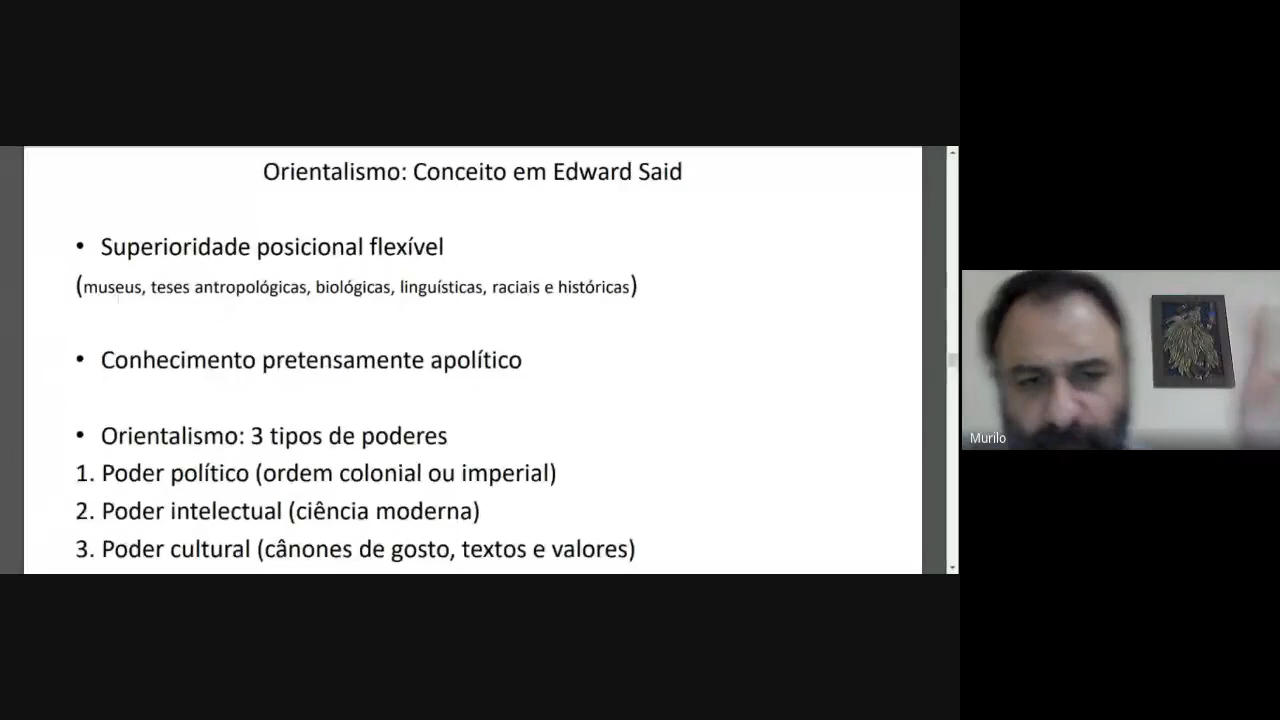 Orientalismo: Conceito em Edward Said
• Superioridade posicional flexível
(museus, teses antropológicas, biológicas, linguísticas, raciais e históricas)
• Conhecimento pretensamente apolítico
• Orientalismo: 3 tipos de poderes
1. Poder político (ordem colonial ou imperial)
2. Poder intelectual (ciência moderna)
3. Poder cultural (cânones de gosto, textos e valores)
Murilo